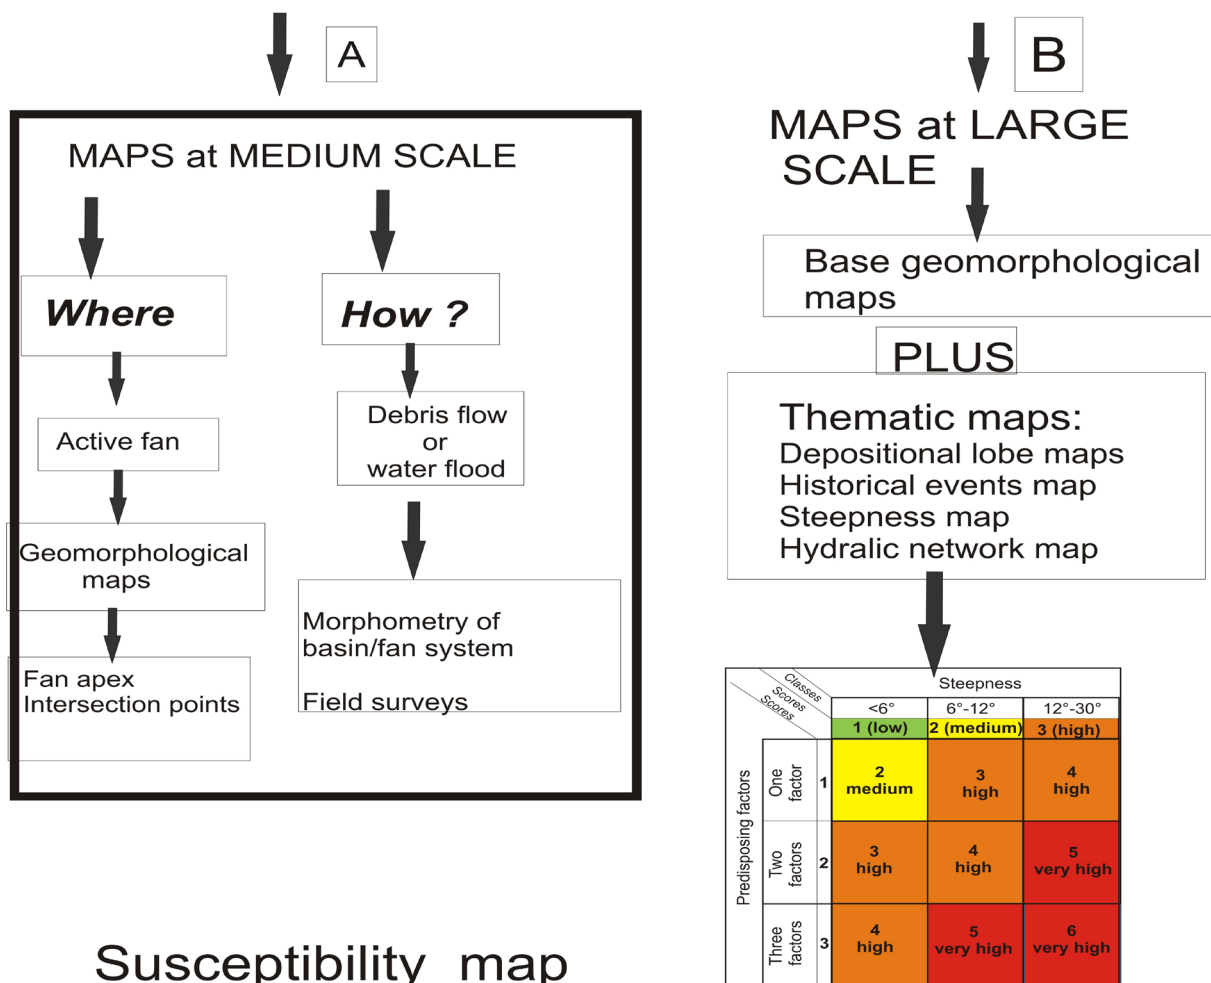 A
MAPS at MEDIUM SCALE
Where
Active fan
Geomorphological
maps
Fan apex
Intersection points
How ?
Debris flow
or
water flood
Morphometry of
basin/fan system
Field surveys
Susceptibility map
B
MAPS at LARGE
SCALE
Base geomorphological
maps
PLUS
Thematic maps:
Depositional lobe maps
Historical events map
Steepness map
Hydralic network map
Classes
Scores
Scores
Steepness
<6° 6°-12° 12°-30°
1 (low) 2 (medium) 3 (high)
Predisposing factors
One
factor
1
2
medium
3
high
4
high
Two
factors
2
3
high
4
high
5
very high
Three
factors
3
4
high
5
very high
6
very high